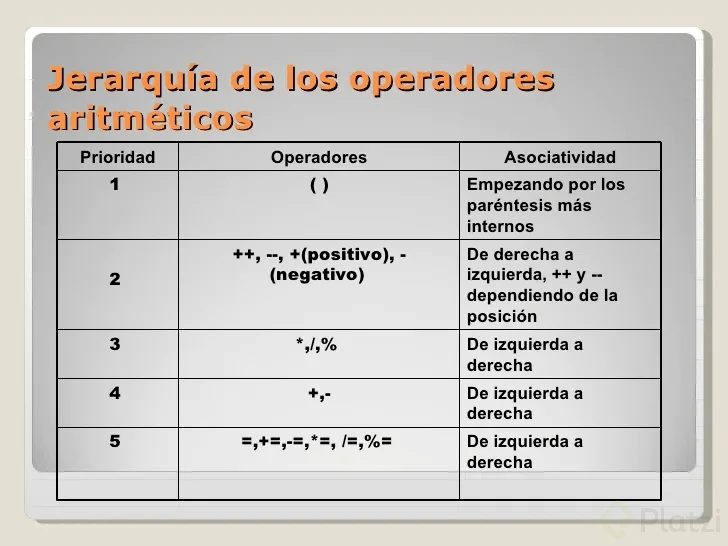 Jerarquía de los operadores
aritméticos
Prioridad Operadores Asociatividad
1 ( ) Empezando por los
paréntesis más
internos
2 ++, --, +(positivo), -
(negativo) De derecha a
izquierda, ++ y --
dependiendo de la
posición
3 *,/,% De izquierda a
derecha
4 +,- De izquierda a
derecha
5 =,+=,-=,*=, /=,%= De izquierda a
derecha
Platzi